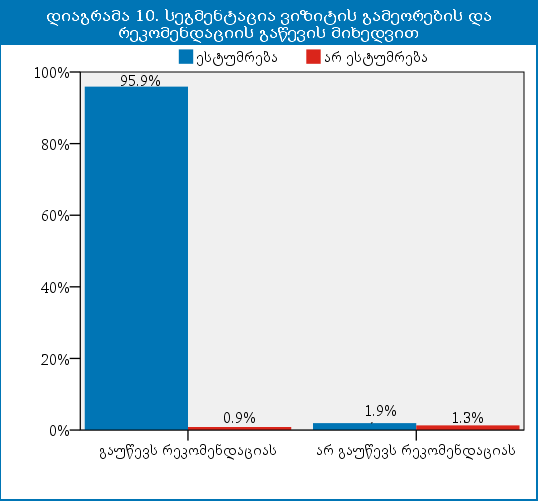 დიაგრამა 10. სეგმენტაცია ვიზიტის გამეორების და
რეკომენდაციის გაწევის მიხედვით
ესტუმრება
არ ესტუმრება
100%
80%
60%
40%
20%
0%
95.9%
0.9%
1.9%
1.3%
გაუწევს რეკომენდაციას
არ გაუწევს რეკომენდაციას